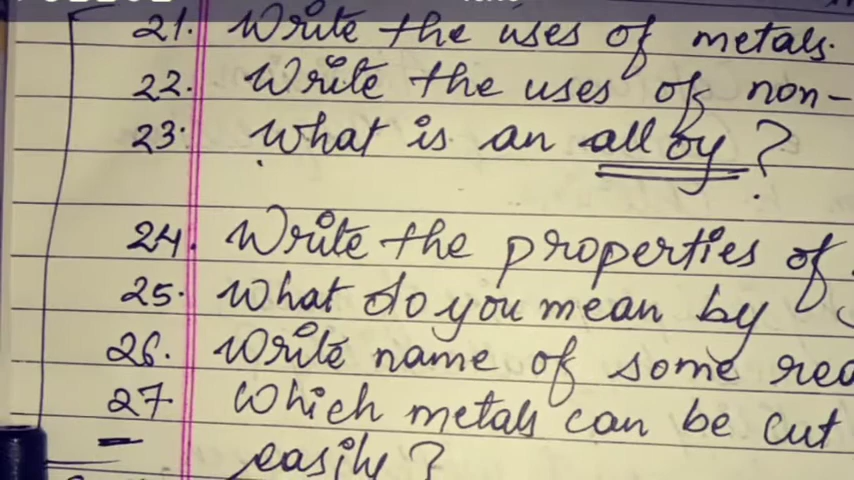 21. Write the uses of metals.
22. Write the uses of non-
23. What is an alloy ?
24. Write the properties of
25. What do you mean by
26. Write name of some rea
27 Which metals can be cut
easily ?